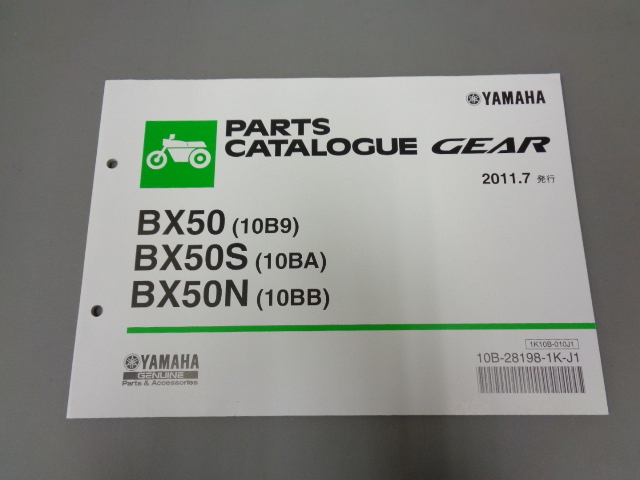 YAMAHA
PARTS
CATALOGUE GEAR
2011.7 発行
BX50 (10B9)
BX50S (10BA)
BX50N (10BB)
1K10B-010J1
10B-28198-1K-J1
YAMAHA
GENUINE
Parts & Accessories